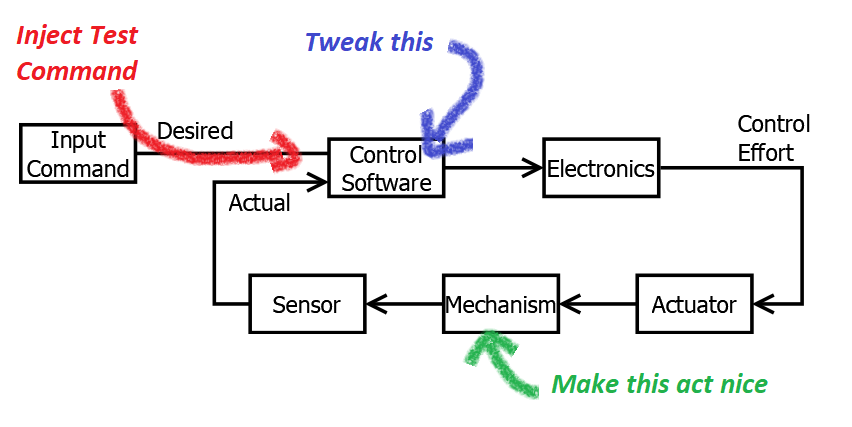 Inject Test
Command
Tweak this
Input
Command
Desired
Control
Software
Electronics
Control
Effort
Actual
Sensor
Mechanism
Actuator
Make this act nice